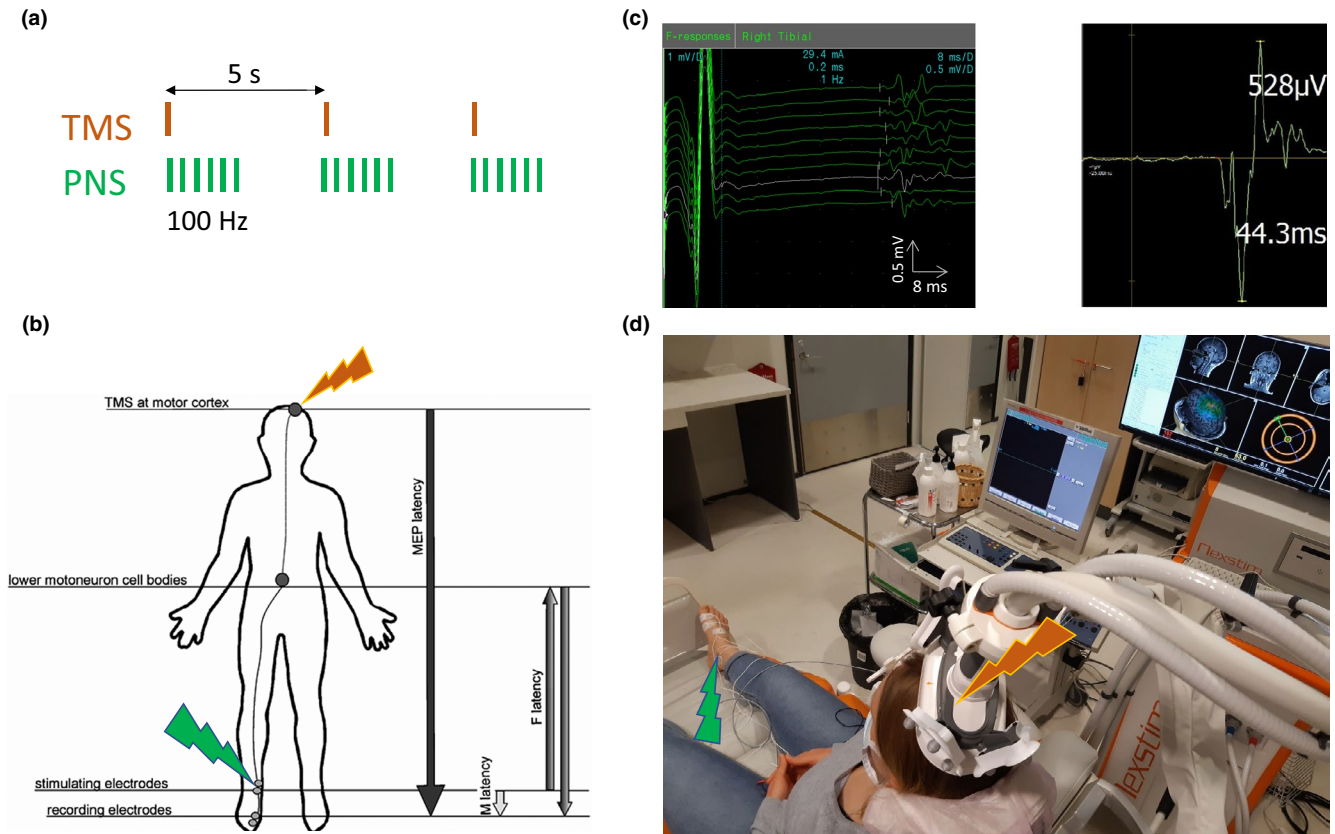 (a)
5 s
TMS
PNS
100 Hz
(b)
TMS at motor cortex
MEP latency
lower motoneuron cell bodies
F latency
stimulating electrodes
M latency
recording electrodes
(c)
F-responses Right Tibial
1 mV/D 29.4 mA 8 ms/D
0.2 ms 0.5 mV/D
1 Hz
0.5 mV
8 ms
528µV
44.3ms
(d)
nexstim
nexstim